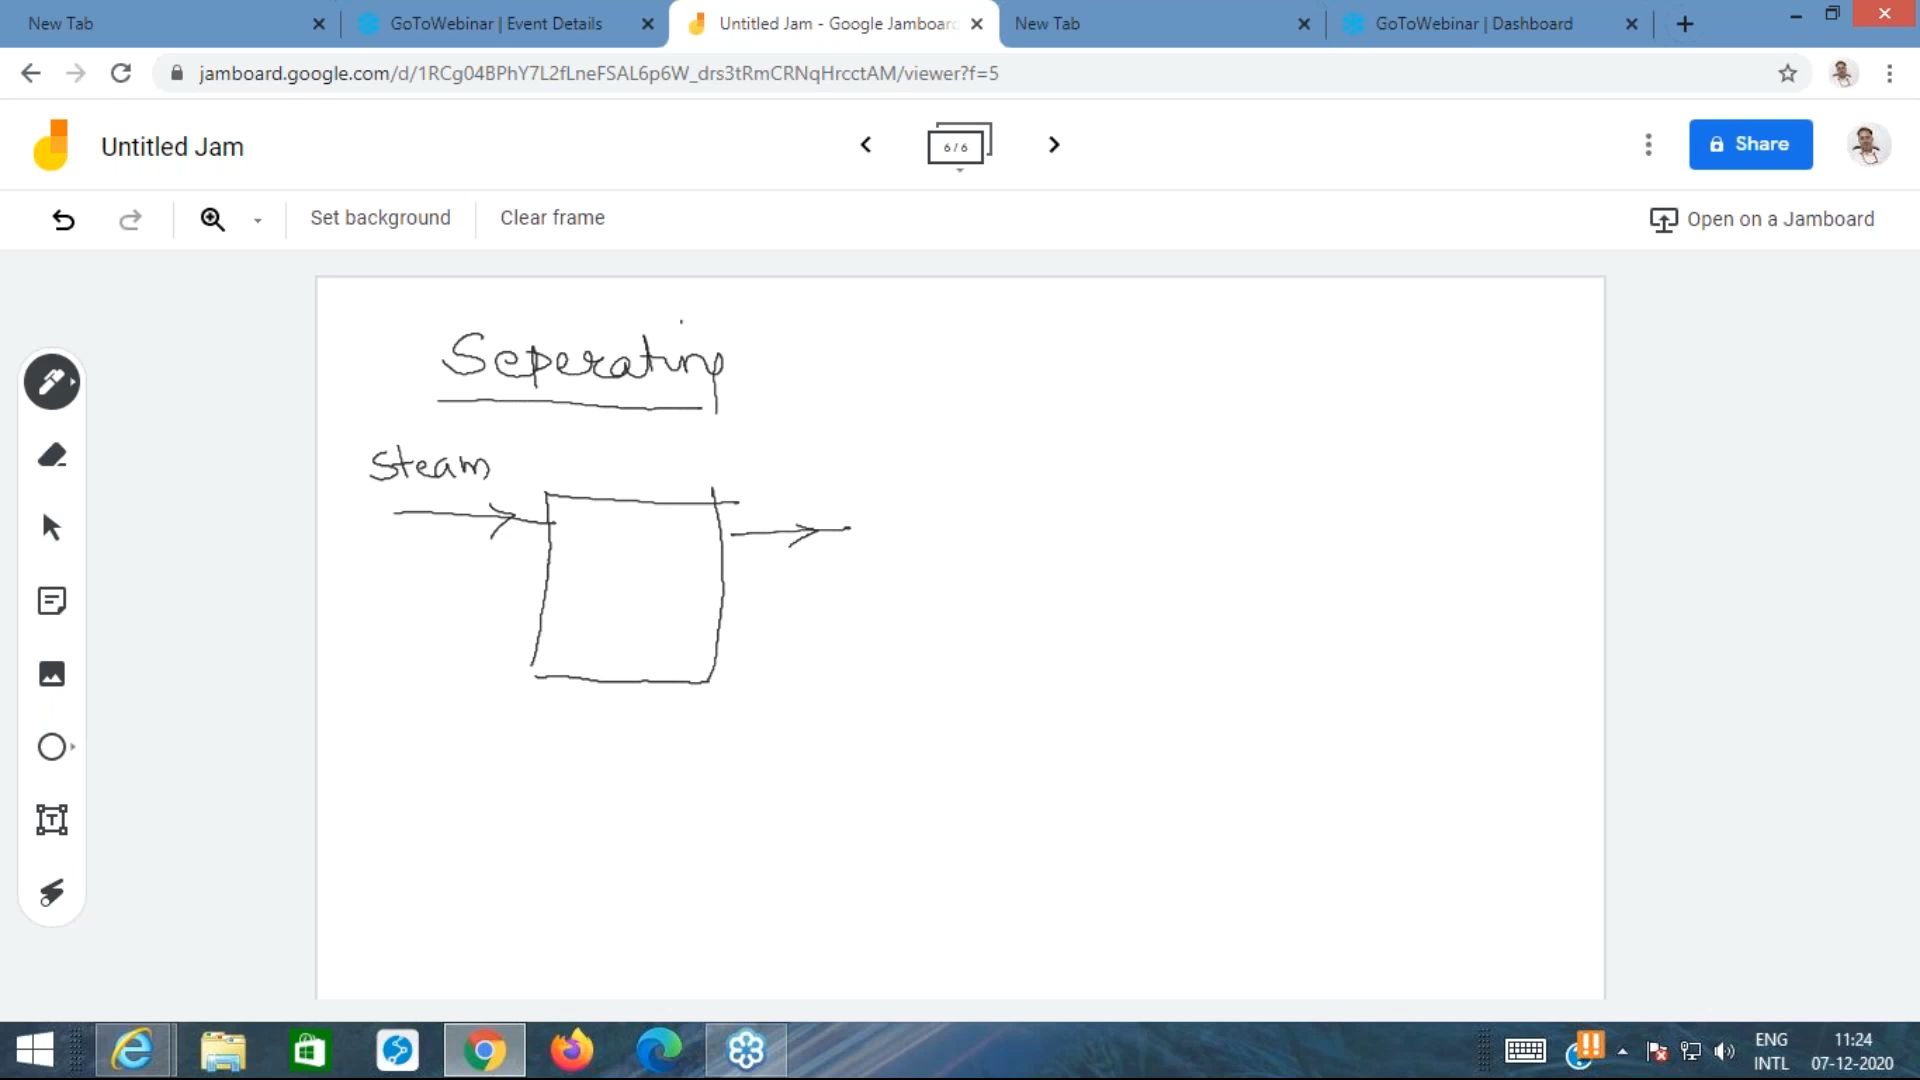 New Tab
GoToWebinar | Event Details
Untitled Jam - Google Jamboard
New Tab
GoToWebinar | Dashboard
jamboard.google.com/d/1RCg04BPhY7L2fLneFSAL6p6W_drs3tRmCRNqHrcctAM/viewer?f=5
Untitled Jam
6 / 6
Share
Set background
Clear frame
Open on a Jamboard
Seperating
Steam
ENG
INTL
11:24
07-12-2020